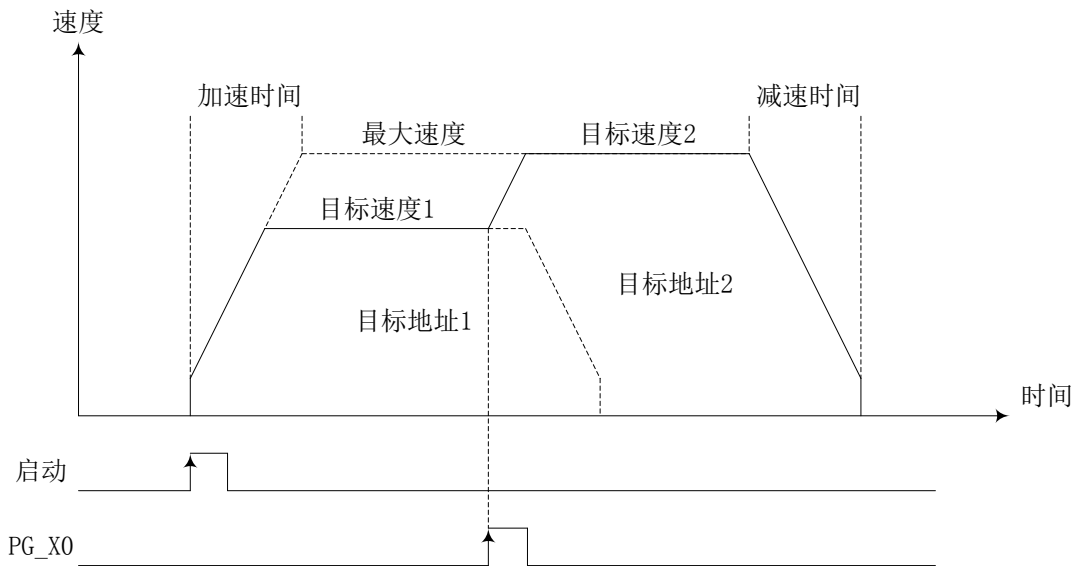 速度
加速时间
减速时间
最大速度
目标速度2
目标速度1
目标地址2
目标地址1
时间
启动
PG_X0